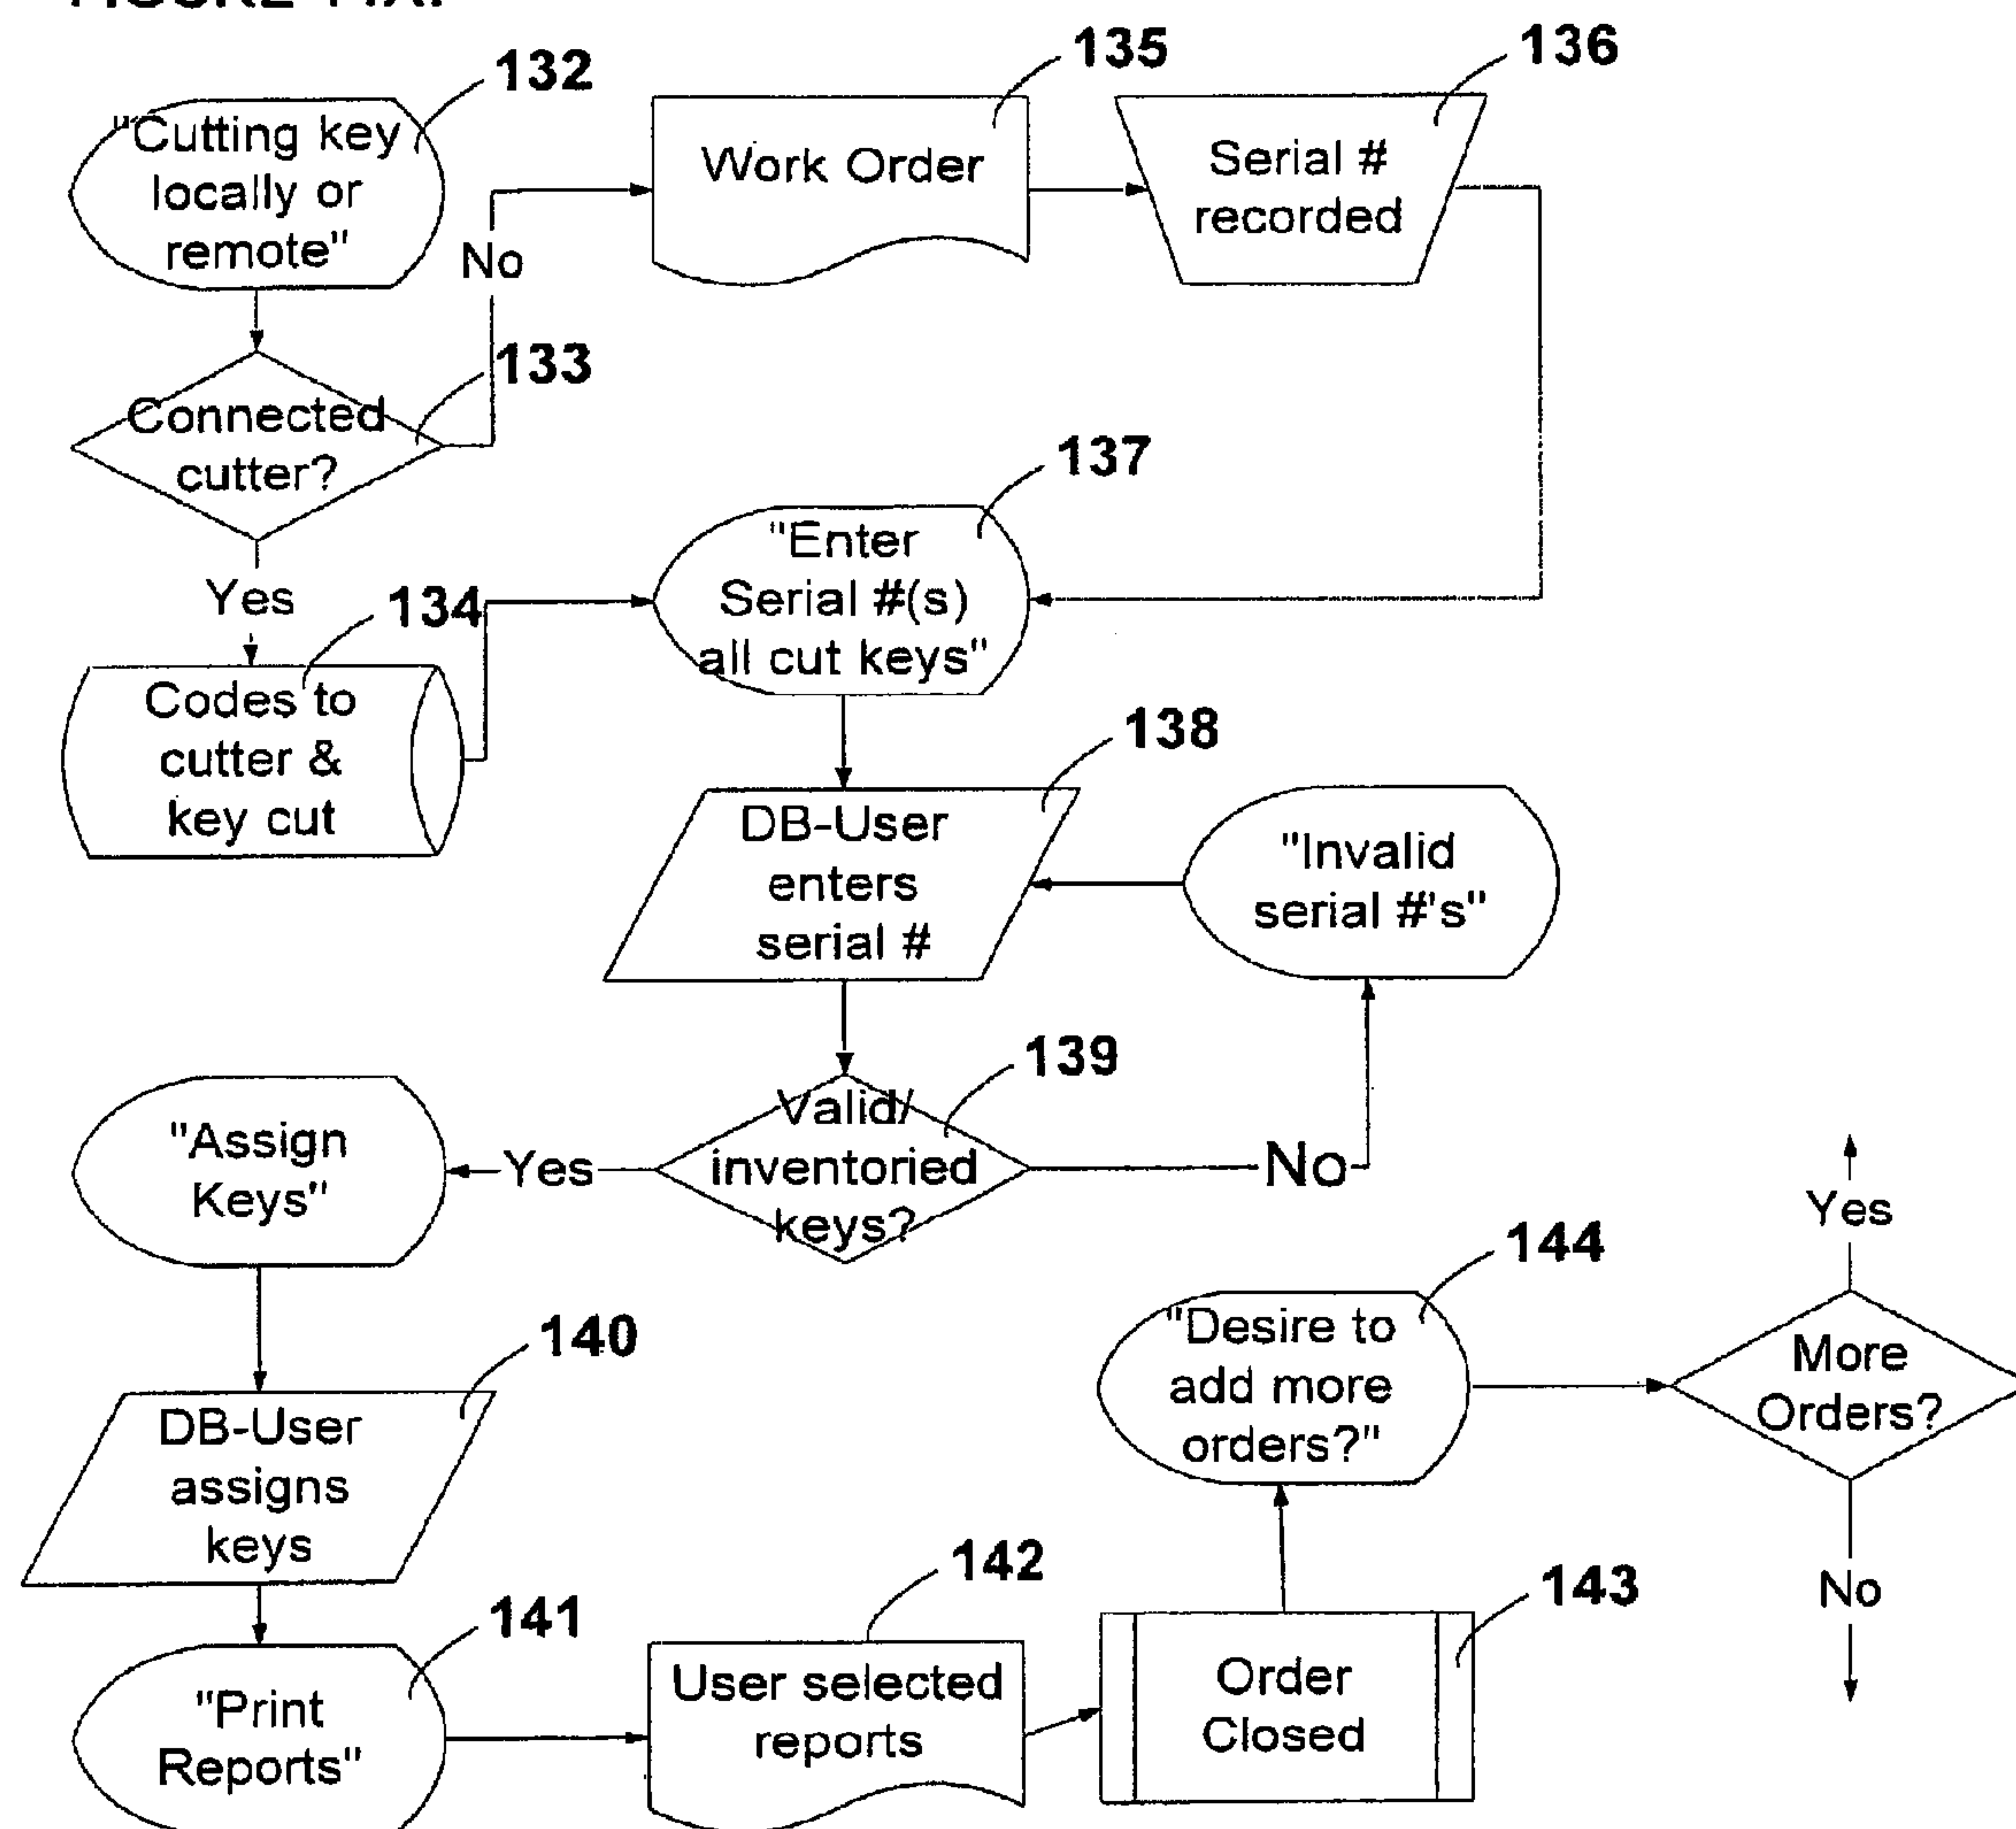 132
"Cutting key
locally or
remote"
135
Work Order
136
Serial #
recorded
No
133
Connected
cutter?
Yes
134
Codes to
cutter &
key cut
137
"Enter
Serial #(s)
all cut keys"
138
DB-User
enters
serial #
"Invalid
serial #'s"
139
Valid/
inventoried
keys?
No
Yes
"Assign
Keys"
140
DB-User
assigns
keys
141
"Print
Reports"
142
User selected
reports
143
Order
Closed
144
"Desire to
add more
orders?"
More
Orders?
Yes
No